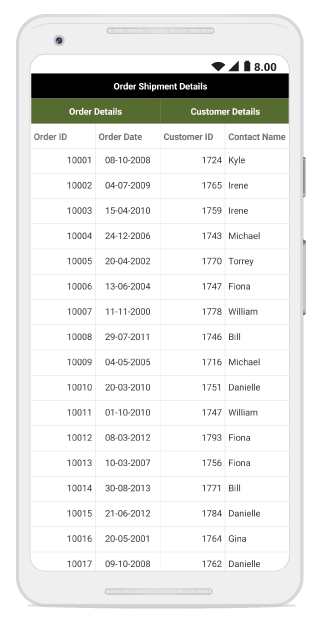 8.00
Order Shipment Details
Order Details Customer Details
Order ID Order Date Customer ID Contact Name
10001 08-10-2008 1724 Kyle
10002 04-07-2009 1765 Irene
10003 15-04-2010 1759 Irene
10004 24-12-2006 1743 Michael
10005 20-04-2002 1770 Torrey
10006 13-06-2004 1747 Fiona
10007 11-11-2000 1778 William
10008 29-07-2011 1746 Bill
10009 04-05-2005 1716 Michael
10010 20-03-2010 1751 Danielle
10011 01-10-2010 1747 William
10012 08-03-2012 1793 Fiona
10013 10-03-2007 1756 Fiona
10014 30-08-2013 1771 Bill
10015 21-06-2012 1784 Danielle
10016 20-05-2001 1764 Gina
10017 09-10-2008 1762 Danielle